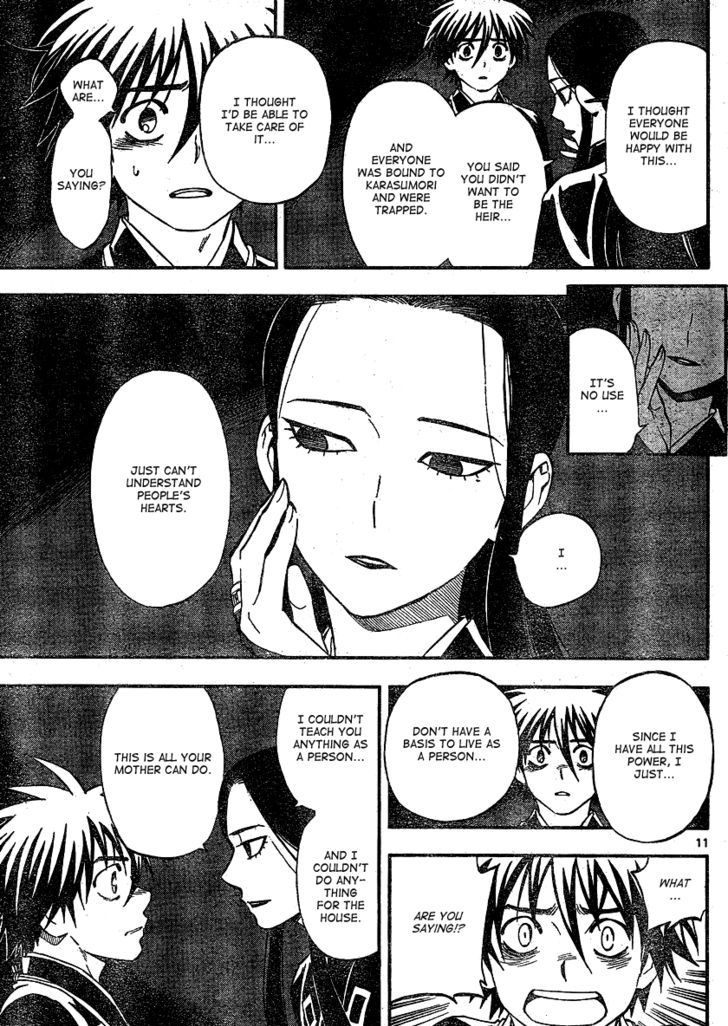 I THOUGHT
EVERYONE
WOULD BE
HAPPY WITH
THIS...
YOU SAID
YOU DIDN'T
WANT TO
BE THE
HEIR...
AND
EVERYONE
WAS BOUND TO
KARASUMORI
AND WERE
TRAPPED.
I THOUGHT
I'D BE ABLE TO
TAKE CARE OF
IT...
WHAT
ARE...
YOU
SAYING?
IT'S
NO USE
...
I
...
JUST CAN'T
UNDERSTAND
PEOPLE'S
HEARTS.
SINCE I
HAVE ALL THIS
POWER, I
JUST...
DON'T HAVE A
BASIS TO LIVE AS
A PERSON...
I COULDN'T
TEACH YOU
ANYTHING AS
A PERSON...
AND I
COULDN'T
DO ANY-
THING
FOR THE
HOUSE.
THIS IS ALL YOUR
MOTHER CAN DO.
11
WHAT
...
ARE YOU
SAYING!?